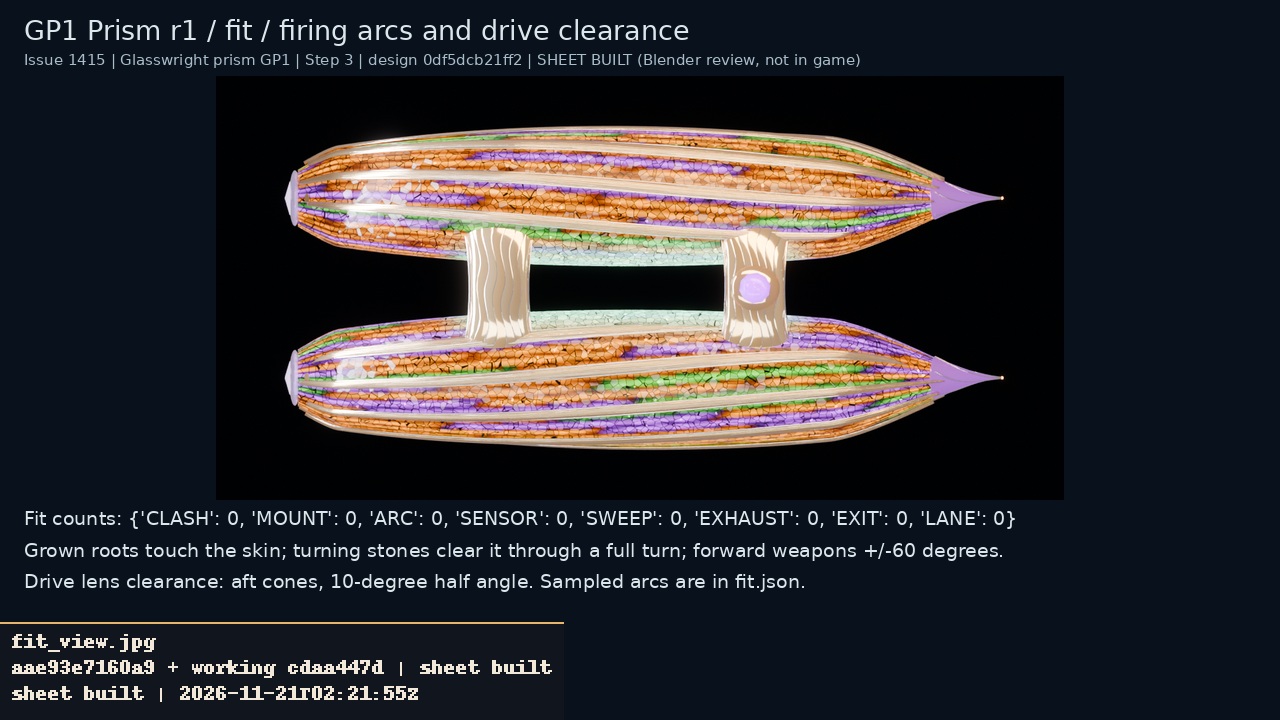 GP1 Prism r1 / fit / firing arcs and drive clearance
Issue 1415 | Glasswright prism GP1 | Step 3 | design 0df5dcb21ff2 | SHEET BUILT (Blender review, not in game)
Fit counts: {'CLASH': 0, 'MOUNT': 0, 'ARC': 0, 'SENSOR': 0, 'SWEEP': 0, 'EXHAUST': 0, 'EXIT': 0, 'LANE': 0}
Grown roots touch the skin; turning stones clear it through a full turn; forward weapons +/-60 degrees.
Drive lens clearance: aft cones, 10-degree half angle. Sampled arcs are in fit.json.
fit_view.jpg
aae93e7160a9 + working cdaa447d | sheet built
sheet built | 2026-11-21T02:21:55Z